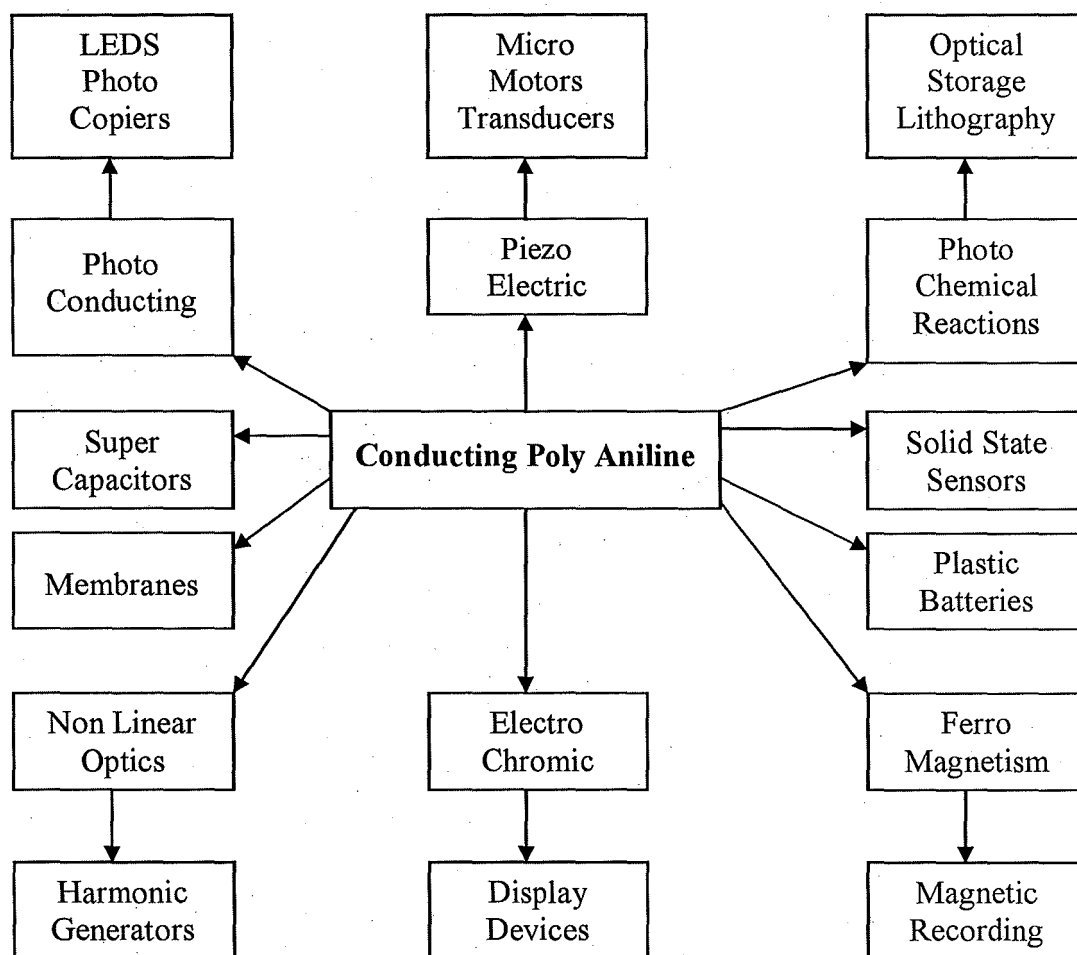 LEDS
Photo
Copiers
Micro
Motors
Transducers
Optical
Storage
Lithography
Photo
Conducting
Piezo
Electric
Photo
Chemical
Reactions
Super
Capacitors
Conducting Poly Aniline
Solid State
Sensors
Membranes
Plastic
Batteries
Non Linear
Optics
Electro
Chromic
Ferro
Magnetism
Harmonic
Generators
Display
Devices
Magnetic
Recording